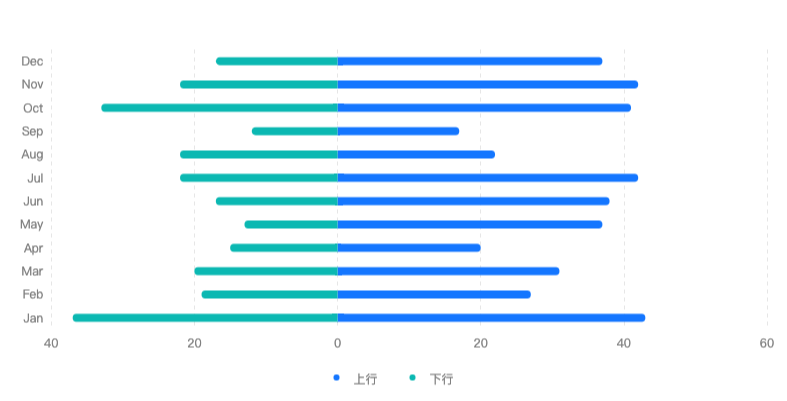 Dec
Nov
Oct
Sep
Aug
Jul
Jun
May
Apr
Mar
Feb
Jan
40 20 0 20 40 60
上行 下行